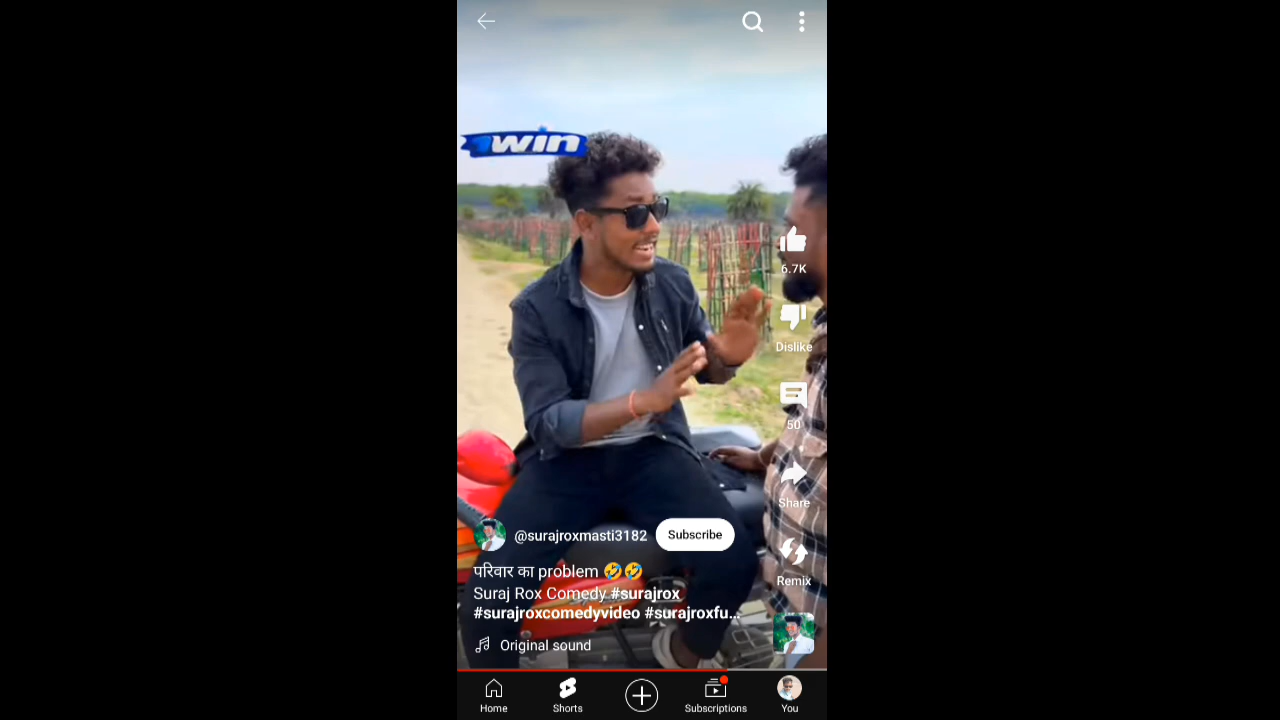 1win
6.7K
Dislike
50
Share
@surajroxmasti3182
Subscribe
परिवार का problem 🤣🤣
Remix
Suraj Rox Comedy #surajrox
#surajroxcomedyvideo #surajroxfu...
Original sound
Home
Shorts
Subscriptions
You